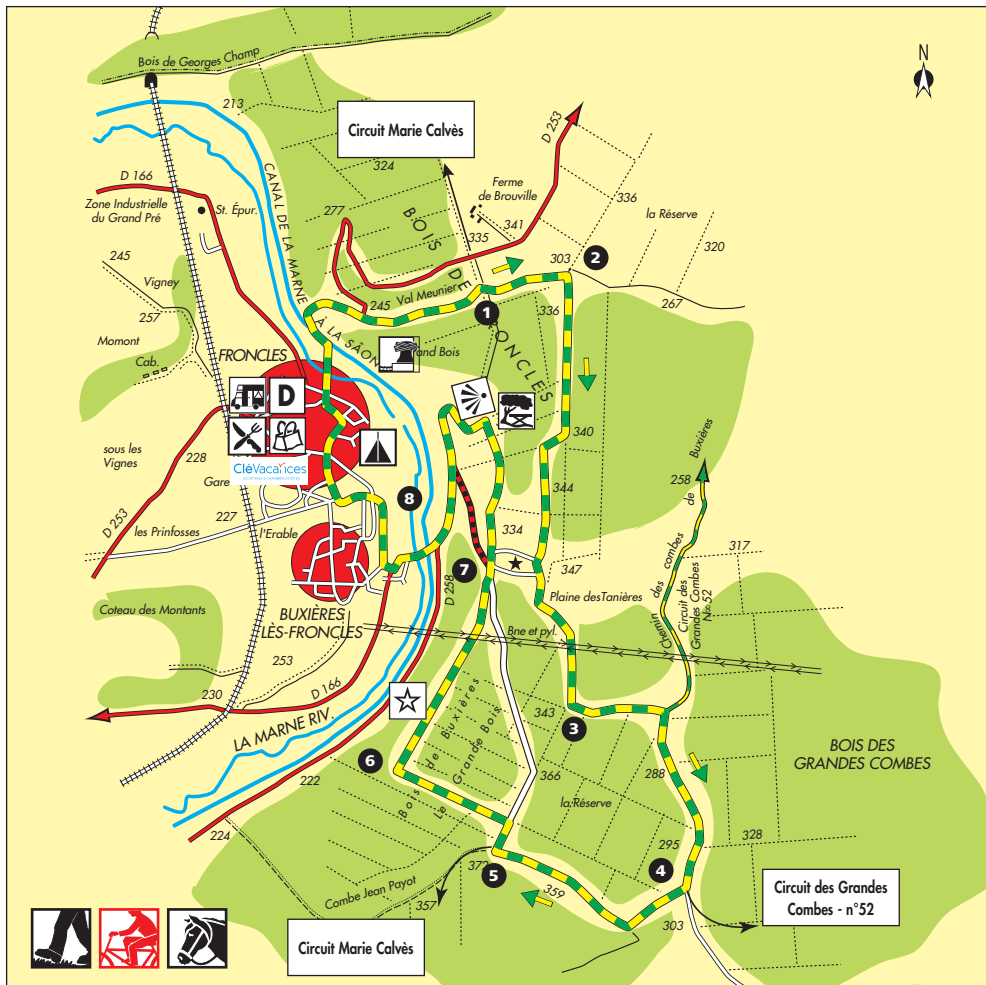 Bois de Georges Champ
N
213
Circuit Marie Calvès
D 253
324
CANAL DE LA MARNE
À LA SÂON
D 166
Zone Industrielle
du Grand Pré
St. Épur.
Ferme
de Brouville
336
la Réserve
277
341
335
320
BOIS
DE
FRONCLES
245
Vigney
257
303
2
267
Val Meunier
245
1
336
Momont
Cab.
FRONCLES
and Bois
D
340
CléVacances
sous les
Vignes
228
Gare
227
D 253
les Prinfosses
l'Erable
8
344
334
Buxières
258
de
Chemin des combes
Circuit des
Grandes Combes
N° 52
317
7
★
347
Plaine desTanières
D 258
Coteau des Montants
BUXIÈRES
LÈS-FRONCLES
Bne et pyl.
253
230
D 166
LA MARNE RIV.
343
3
Bois de Buxières
Le Grande Bois
366
288
BOIS DES
GRANDES COMBES
6
222
la Réserve
224
295
328
4
372
5
359
Combe Jean Payot
357
303
Circuit des Grandes
Combes - n°52
Circuit Marie Calvès